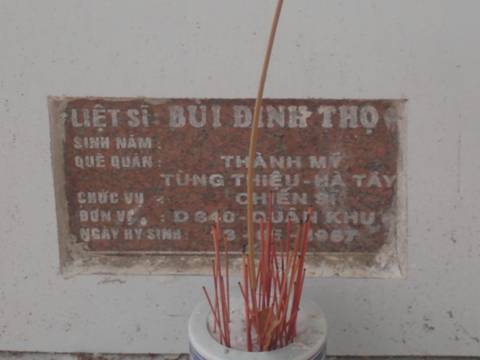 LIỆT SĨ: BÙI ĐÌNH THỌ
SINH NĂM:
QUÊ QUÁN: THÀNH MỸ
TÙNG THIỆU-HÀ TÂY
CHỨC VỤ: CHIẾN SĨ
ĐƠN VỊ: D 840-QUÂN KHU
NGÀY HY SINH: